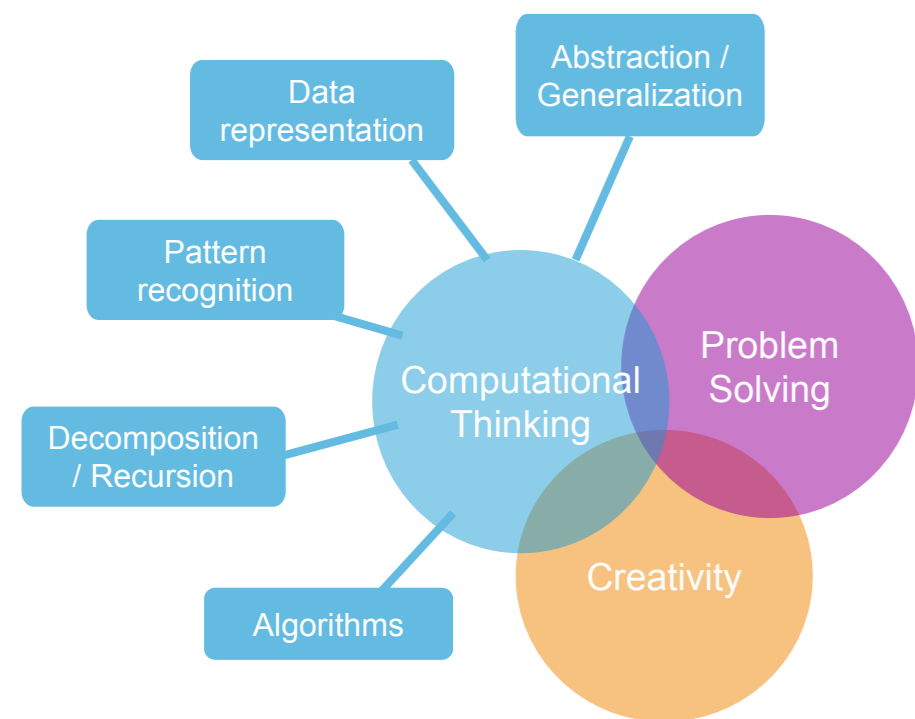 Abstraction /
Generalization
Data
representation
Pattern
recognition
Problem
Solving
Computational
Thinking
Decomposition
/ Recursion
Creativity
Algorithms